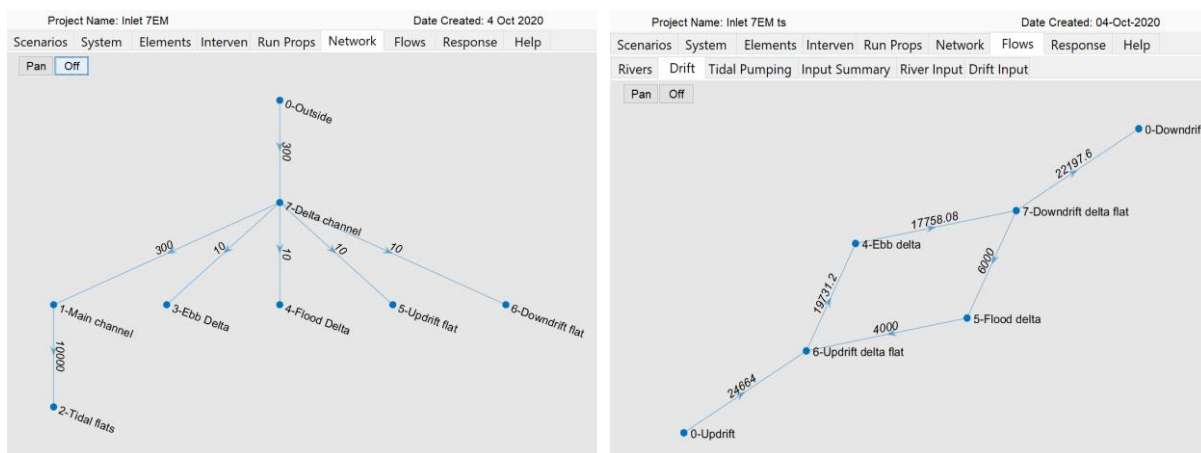 Project Name: Inlet 7EM Date Created: 4 Oct 2020
Scenarios System Elements Interven Run Props Network Flows Response Help
Pan Off
0-Outside
300
7-Delta channel
300
10
10
10
10
1-Main channel
3-Ebb Delta
4-Flood Delta
5-Updrift flat
6-Downdrift flat
10000
2-Tidal flats
Project Name: Inlet 7EM ts Date Created: 04-Oct-2020
Scenarios System Elements Interven Run Props Network Flows Response Help
Rivers Drift Tidal Pumping Input Summary River Input Drift Input
Pan Off
0-Downdrift
22197.6
7-Downdrift delta flat
17758.08
4-Ebb delta
6000
19731.2
5-Flood delta
4000
6-Updrift delta flat
24664
0-Updrift